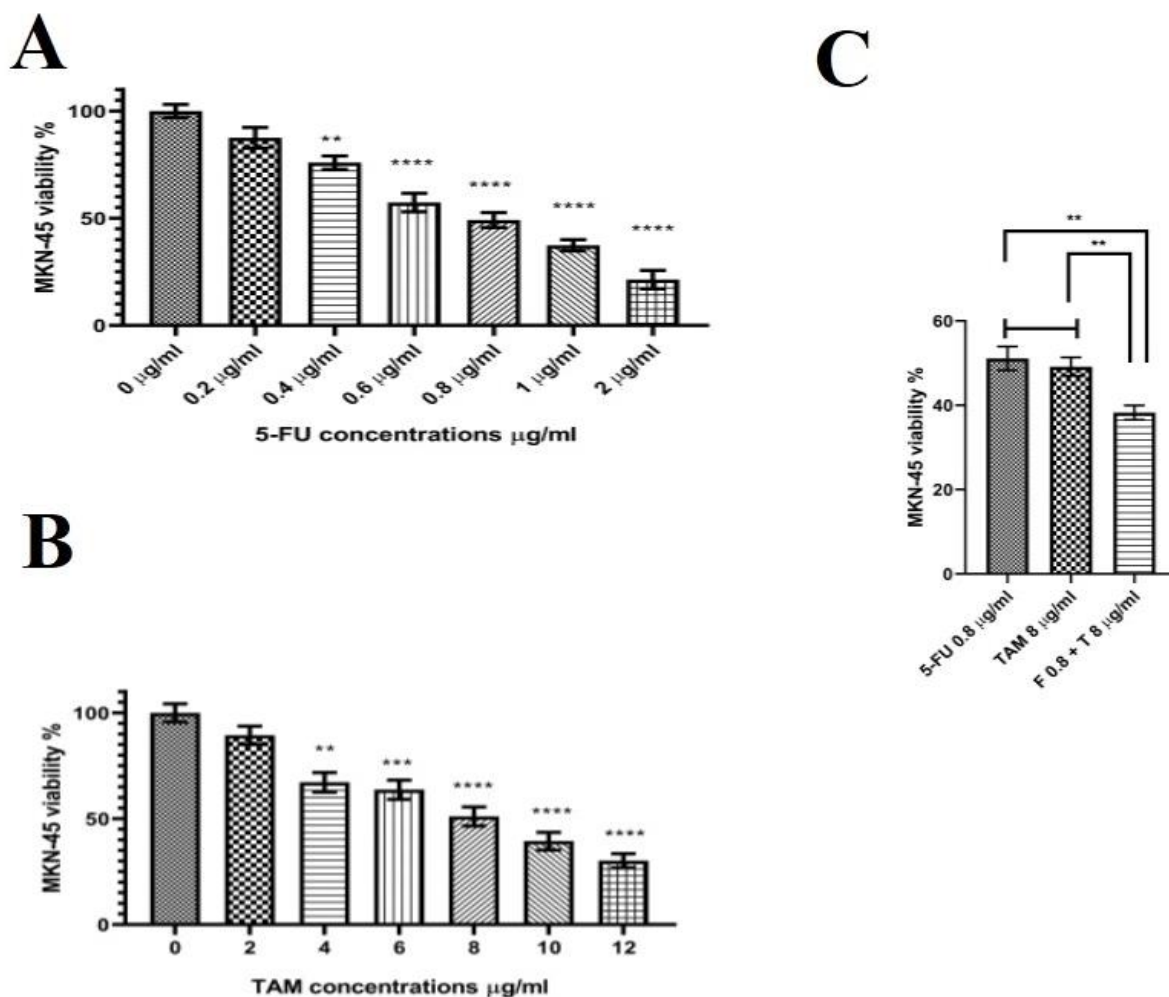 A
MKN-45 viability %
100
50
0
**
****
****
****
****
0 µg/ml
0.2 µg/ml
0.4 µg/ml
0.6 µg/ml
0.8 µg/ml
1 µg/ml
2 µg/ml
5-FU concentrations µg/ml
B
MKN-45 viability %
100
50
0
**
***
****
****
****
0 2 4 6 8 10 12
TAM concentrations µg/ml
C
**
**
MKN-45 viability %
60
40
20
0
5-FU 0.8 µg/ml
TAM 8 µg/ml
F 0.8 + T 8 µg/ml